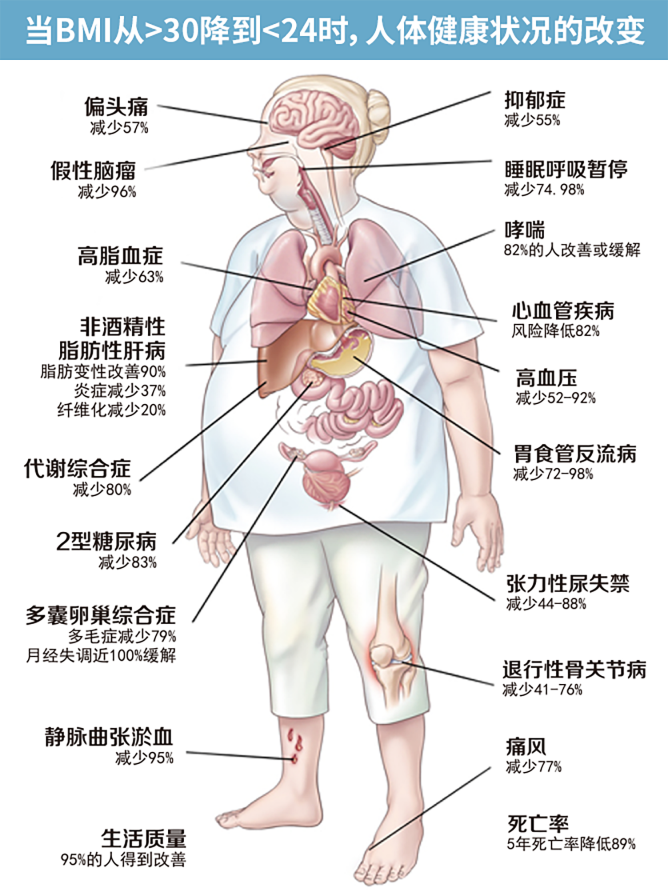 当BMI从>30降到<24时, 人体健康状况的改变
偏头痛
减少57%
假性脑瘤
减少96%
高脂血症
减少63%
非酒精性
脂肪性肝病
脂肪变性改善90%
炎症减少37%
纤维化减少20%
代谢综合症
减少80%
2型糖尿病
减少83%
多囊卵巢综合症
多毛症减少79%
月经失调近100%缓解
静脉曲张淤血
减少95%
生活质量
95%的人得到改善
抑郁症
减少55%
睡眠呼吸暂停
减少74.98%
哮喘
82%的人改善或缓解
心血管疾病
风险降低82%
高血压
减少52-92%
胃食管反流病
减少72-98%
张力性尿失禁
减少44-88%
退行性骨关节病
减少41-76%
痛风
减少77%
死亡率
5年死亡率降低89%